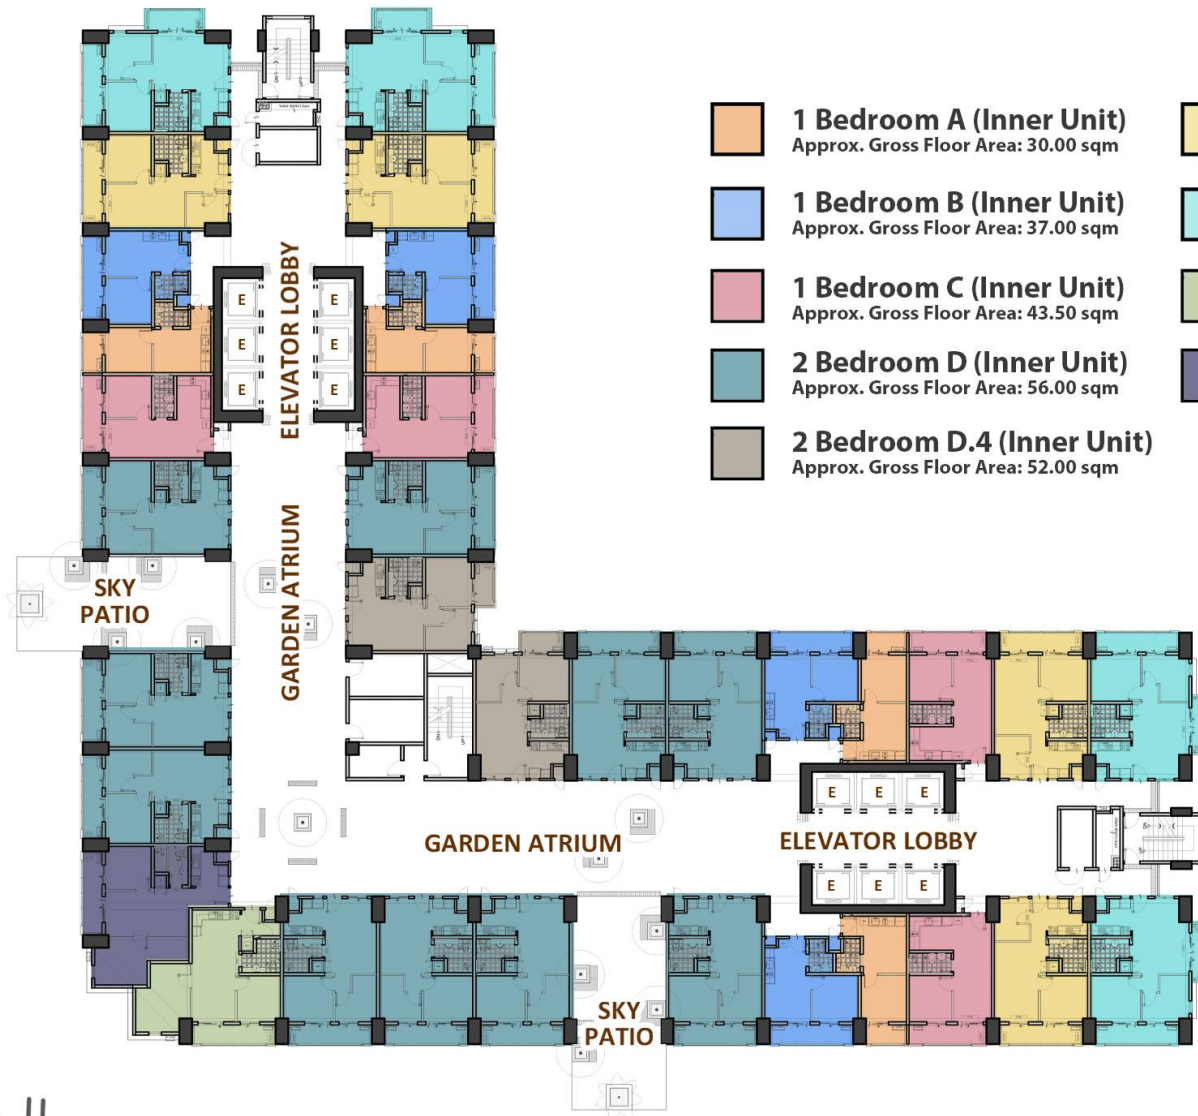 1 Bedroom A (Inner Unit)
Approx. Gross Floor Area: 30.00 sqm
1 Bedroom B (Inner Unit)
Approx. Gross Floor Area: 37.00 sqm
1 Bedroom C (Inner Unit)
Approx. Gross Floor Area: 43.50 sqm
2 Bedroom D (Inner Unit)
Approx. Gross Floor Area: 56.00 sqm
2 Bedroom D.4 (Inner Unit)
Approx. Gross Floor Area: 52.00 sqm
ELEVATOR LOBBY
E
E
E
E
E
E
GARDEN ATRIUM
SKY
PATIO
GARDEN ATRIUM
ELEVATOR LOBBY
E
E
E
E
E
E
SKY
PATIO